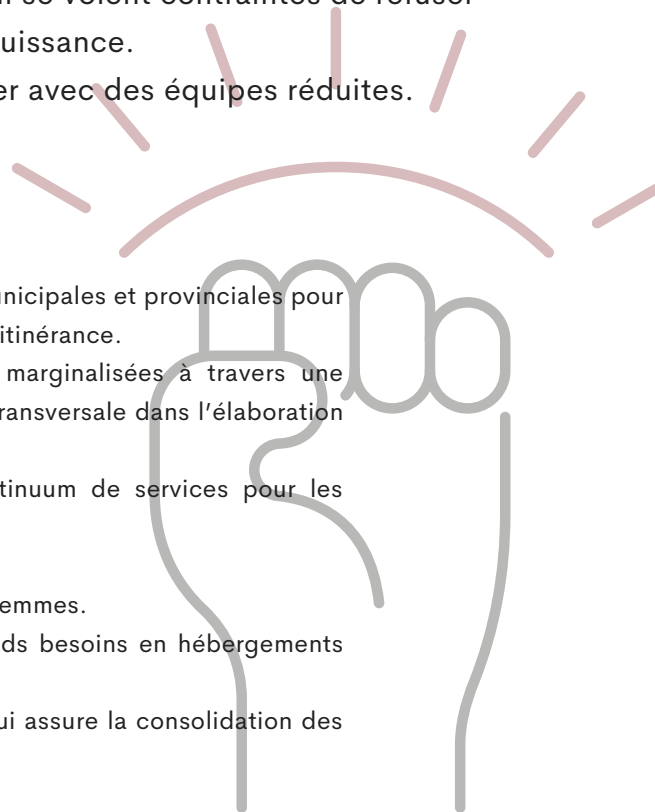 se voient contraintes de refuser
uissance.
er avec des équipes réduites.
unicipales et provinciales pour
itinérance.
marginalisées à travers une
ransversale dans l’élaboration
tinuum de services pour les
emmes.
ds besoins en hébergements
ui assure la consolidation des